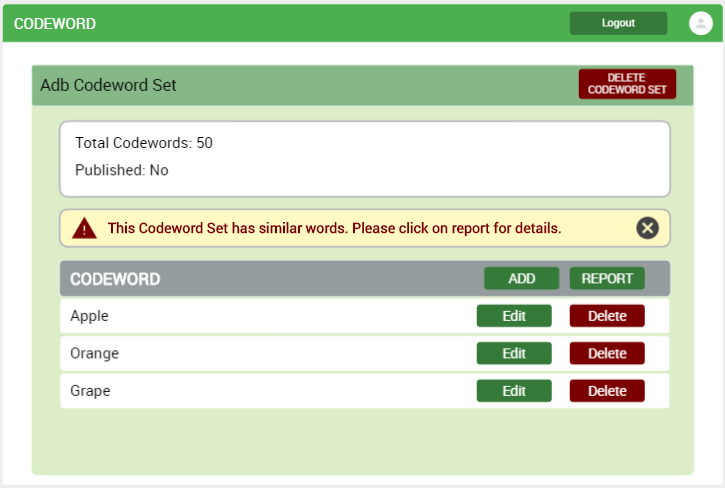 CODEWORD
Logout
Adb Codeword Set
DELETE
CODEWORD SET
Total Codewords: 50
Published: No
This Codeword Set has similar words. Please click on report for details.
CODEWORD ADD REPORT
Apple Edit Delete
Orange Edit Delete
Grape Edit Delete